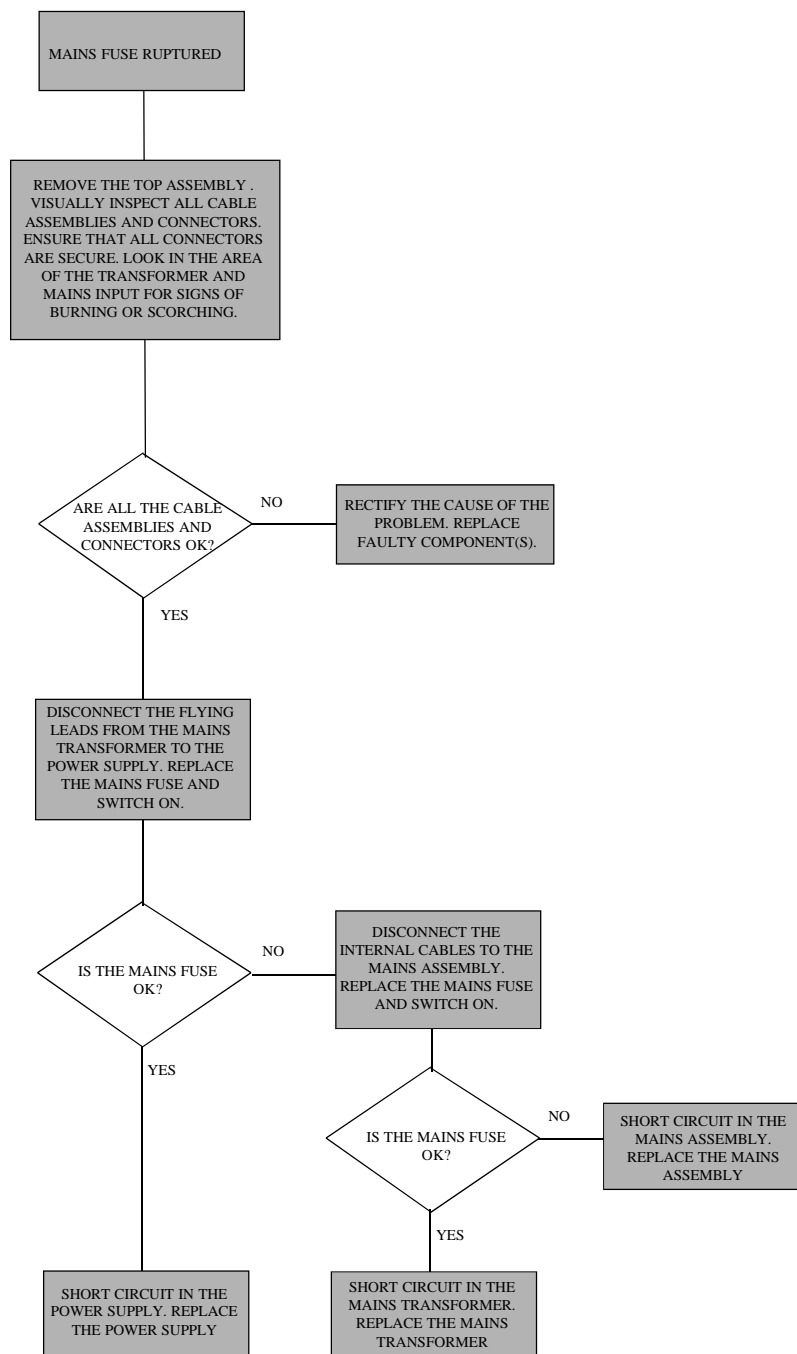 MAINS FUSE RUPTURED
REMOVE THE TOP ASSEMBLY .
VISUALLY INSPECT ALL CABLE
ASSEMBLIES AND CONNECTORS.
ENSURE THAT ALL CONNECTORS
ARE SECURE. LOOK IN THE AREA
OF THE TRANSFORMER AND
MAINS INPUT FOR SIGNS OF
BURNING OR SCORCHING.
ARE ALL THE CABLE
ASSEMBLIES AND
CONNECTORS OK?
NO
RECTIFY THE CAUSE OF THE
PROBLEM. REPLACE
FAULTY COMPONENT(S).
YES
DISCONNECT THE FLYING
LEADS FROM THE MAINS
TRANSFORMER TO THE
POWER SUPPLY. REPLACE
THE MAINS FUSE AND
SWITCH ON.
IS THE MAINS FUSE
OK?
NO
DISCONNECT THE
INTERNAL CABLES TO THE
MAINS ASSEMBLY.
REPLACE THE MAINS FUSE
AND SWITCH ON.
YES
IS THE MAINS FUSE
OK?
NO
SHORT CIRCUIT IN THE
MAINS ASSEMBLY.
REPLACE THE MAINS
ASSEMBLY
YES
SHORT CIRCUIT IN THE
POWER SUPPLY. REPLACE
THE POWER SUPPLY
SHORT CIRCUIT IN THE
MAINS TRANSFORMER.
REPLACE THE MAINS
TRANSFORMER